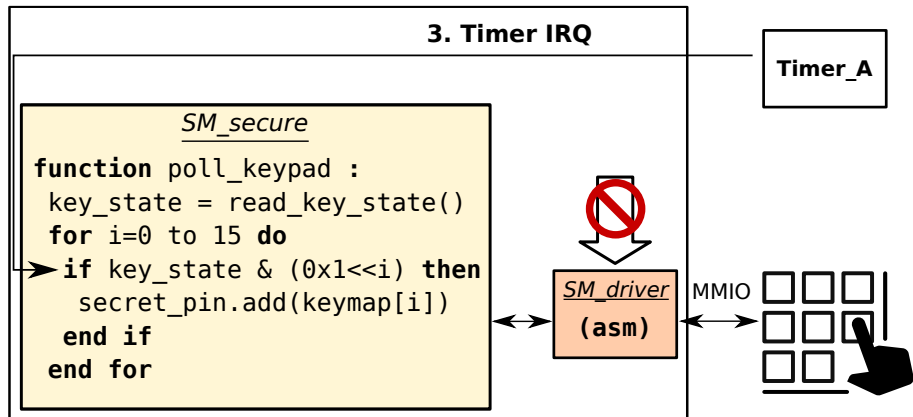 3. Timer IRQ
Timer_A
SM_secure
function poll_keypad :
key_state = read_key_state()
for i=0 to 15 do
if key_state & (0x1<<i) then
secret_pin.add(keymap[i])
end if
end for
SM_driver
(asm)
MMIO